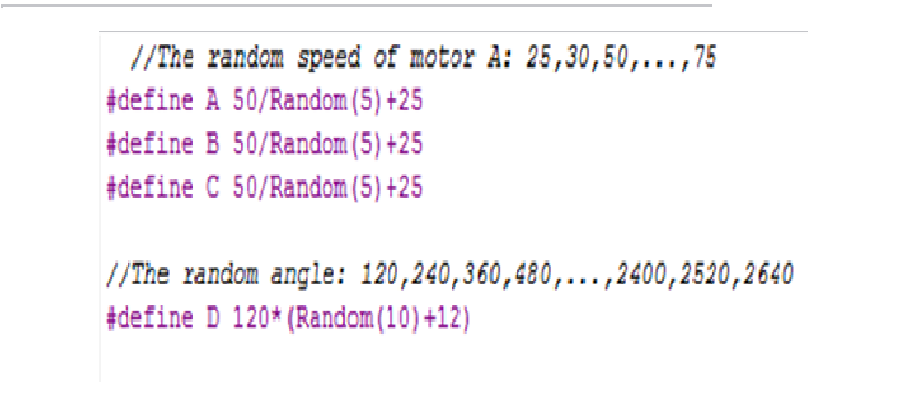 //The random speed of motor A: 25,30,50,...,75
#define A 50/Random(5)+25
#define B 50/Random(5)+25
#define C 50/Random(5)+25
//The random angle: 120,240,360,480,...,2400,2520,2640
#define D 120*(Random(10)+12)